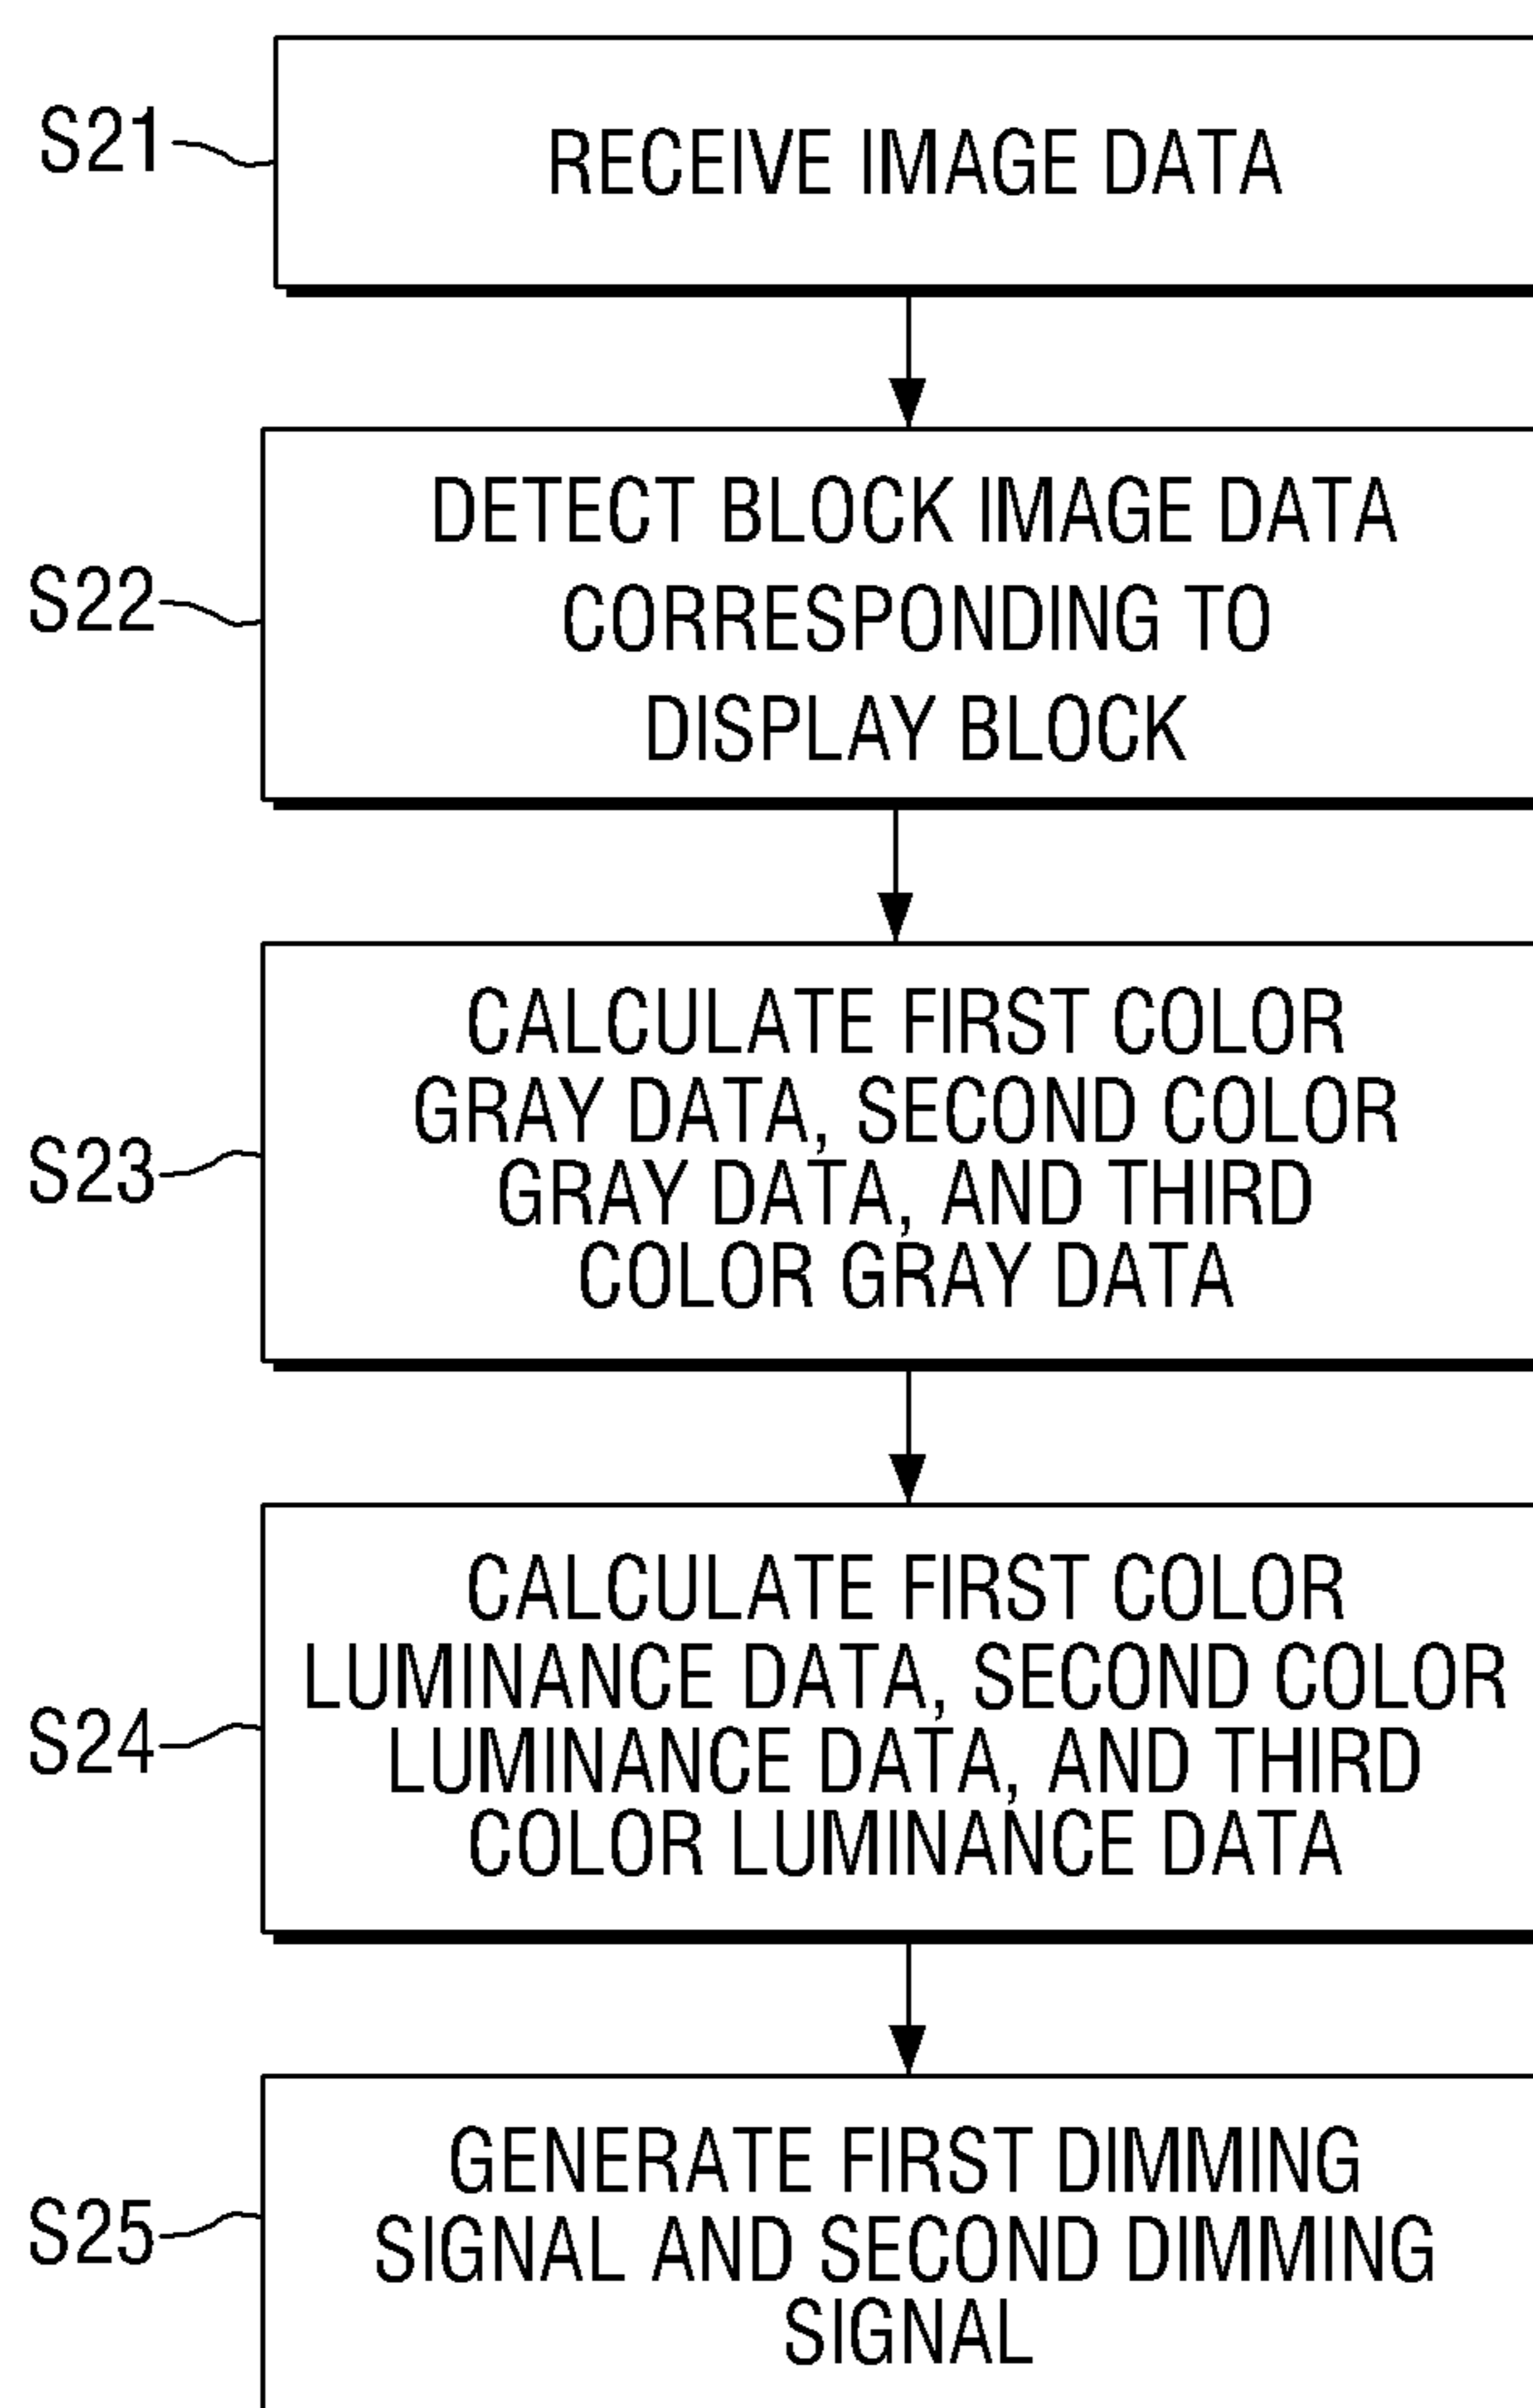 S21
RECEIVE IMAGE DATA
S22
DETECT BLOCK IMAGE DATA
CORRESPONDING TO
DISPLAY BLOCK
S23
CALCULATE FIRST COLOR
GRAY DATA, SECOND COLOR
GRAY DATA, AND THIRD
COLOR GRAY DATA
S24
CALCULATE FIRST COLOR
LUMINANCE DATA, SECOND COLOR
LUMINANCE DATA, AND THIRD
COLOR LUMINANCE DATA
S25
GENERATE FIRST DIMMING
SIGNAL AND SECOND DIMMING
SIGNAL